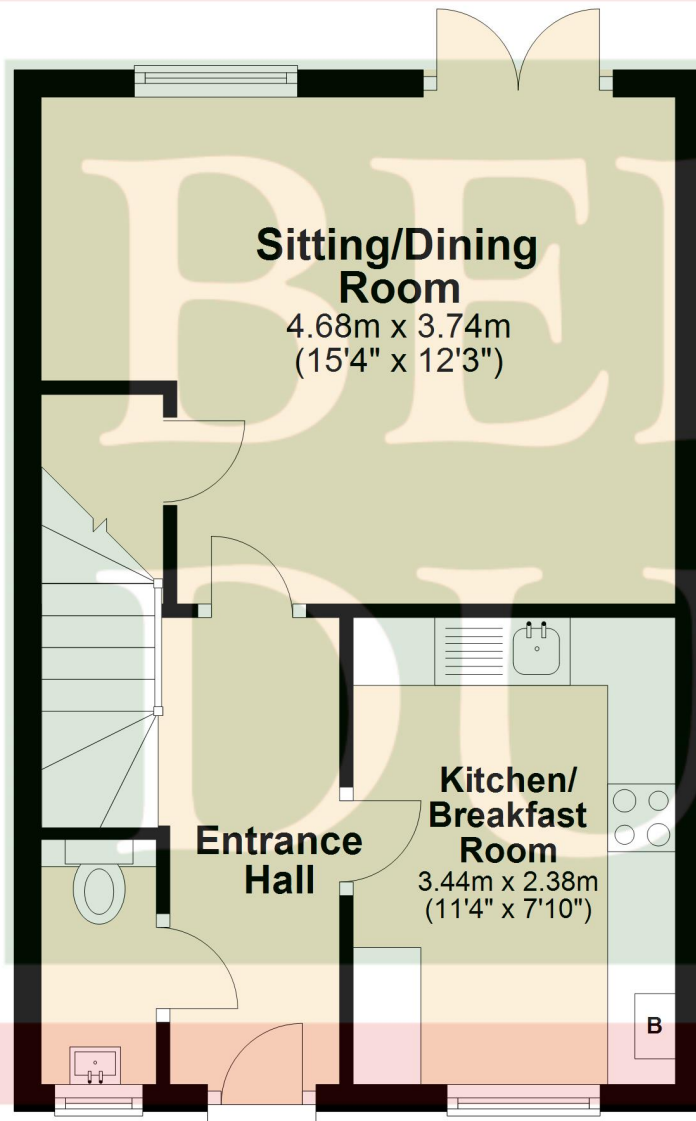 Sitting/Dining
Room
4.68m x 3.74m
(15'4" x 12'3")
Kitchen/
Breakfast
Room
3.44m x 2.38m
(11'4" x 7'10")
Entrance
Hall
B